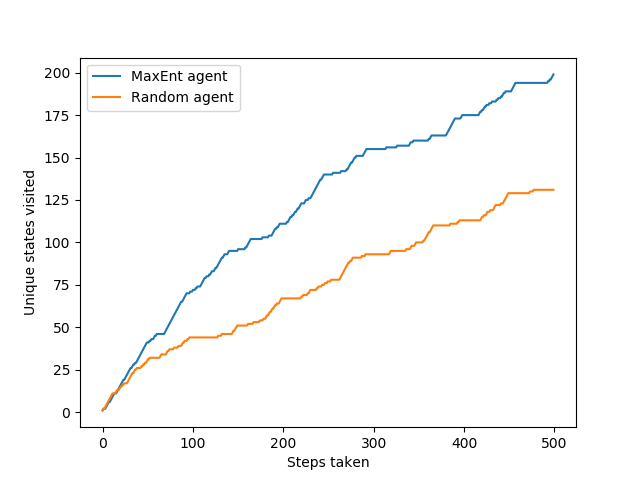 MaxEnt agent
Random agent
200
175
150
125
100
75
50
25
0
Unique states visited
0 100 200 300 400 500
Steps taken